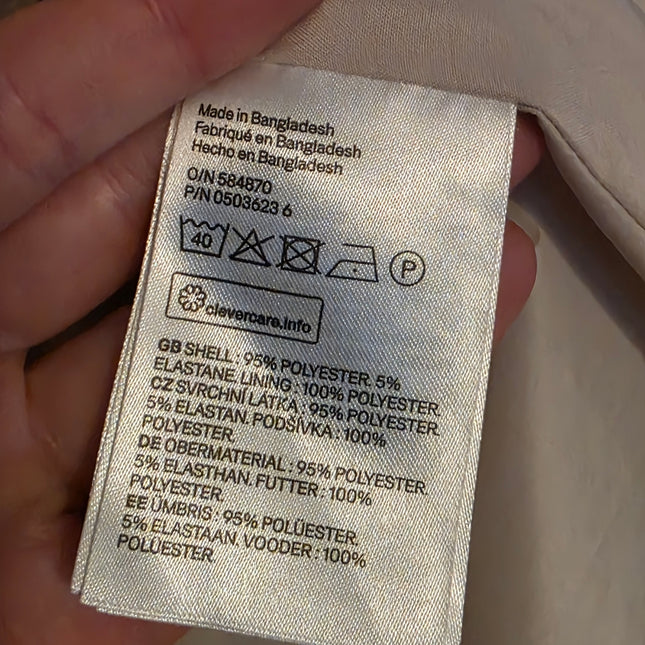 Made in Bangladesh
Fabriqué en Bangladesh
Hecho en Bangladesh
O/N 584870
P/N 0503623 6
40
P
clevercare.info
GB SHELL : 95% POLYESTER. 5%
ELASTANE. LINING : 100% POLYESTER.
CZ SVRCHNÍ LÁTKA : 95% POLYESTER.
5% ELASTAN. PODŠÍVKA : 100%
POLYESTER.
DE OBERMATERIAL : 95% POLYESTER.
5% ELASTHAN. FUTTER : 100%
POLYESTER.
EE ÜMBRIS : 95% POLÜESTER.
5% ELASTAAN. VOODER : 100%
POLÜESTER.